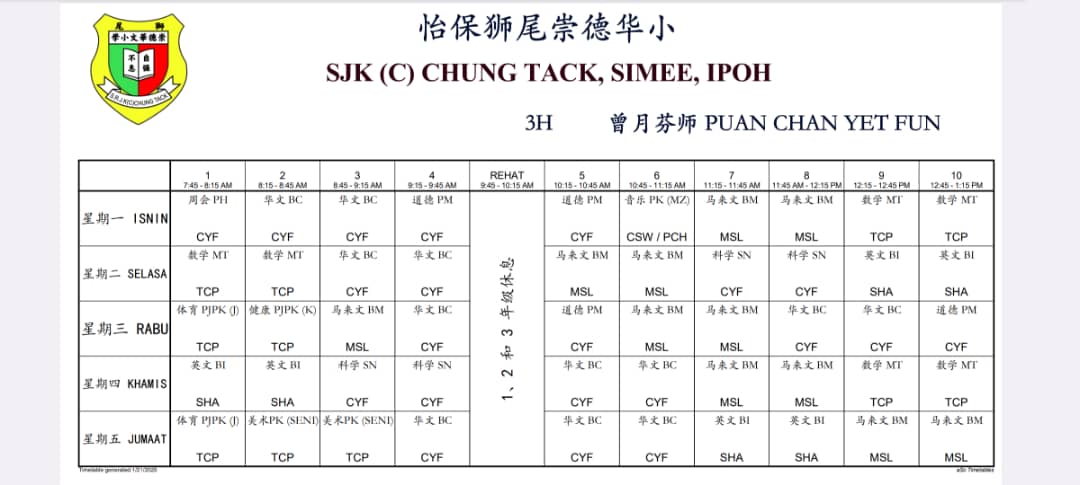 尾 獅
學小文華德崇
不 自
息 强
S.R.J.K(C)CHUNG TACK
怡保狮尾崇德华小
SJK (C) CHUNG TACK, SIMEE, IPOH
3H 曾月芬师 PUAN CHAN YET FUN
1 2 3 4 REHAT 5 6 7 8 9 10
7:45 - 8:15 AM 8:15 - 8:45 AM 8:45 - 9:15 AM 9:15 - 9:45 AM 9:45 - 10:15 AM 10:15 - 10:45 AM 10:45 - 11:15 AM 11:15 - 11:45 AM 11:45 AM - 12:15 PM 12:15 - 12:45 PM 12:45 - 1:15 PM
周会 PH 华文 BC 华文 BC 道德 PM 道德 PM 音乐 PK (MZ) 马来文 BM 马来文 BM 数学 MT 数学 MT
星期一 ISNIN
CYF CYF CYF CYF CYF CSW / PCH MSL MSL TCP TCP
数学 MT 数学 MT 华文 BC 华文 BC 马来文 BM 马来文 BM 科学 SN 科学 SN 英文 BI 英文 BI
星期二 SELASA
TCP TCP CYF CYF MSL MSL CYF CYF SHA SHA
1、2 和 3 年级休息
体育 PJPK (J) 健康 PJPK (K) 马来文 BM 华文 BC 道德 PM 马来文 BM 马来文 BM 华文 BC 华文 BC 道德 PM
星期三 RABU
TCP TCP MSL CYF CYF MSL MSL CYF CYF CYF
英文 BI 英文 BI 科学 SN 科学 SN 华文 BC 华文 BC 马来文 BM 马来文 BM 数学 MT 数学 MT
星期四 KHAMIS
SHA SHA CYF CYF CYF CYF MSL MSL TCP TCP
体育 PJPK (J) 美术PK (SENI) 美术PK (SENI) 华文 BC 华文 BC 华文 BC 英文 BI 英文 BI 马来文 BM 马来文 BM
星期五 JUMAAT
TCP TCP TCP CYF CYF CYF SHA SHA MSL MSL
Timetable generated:1/21/2020 aSc Timetables